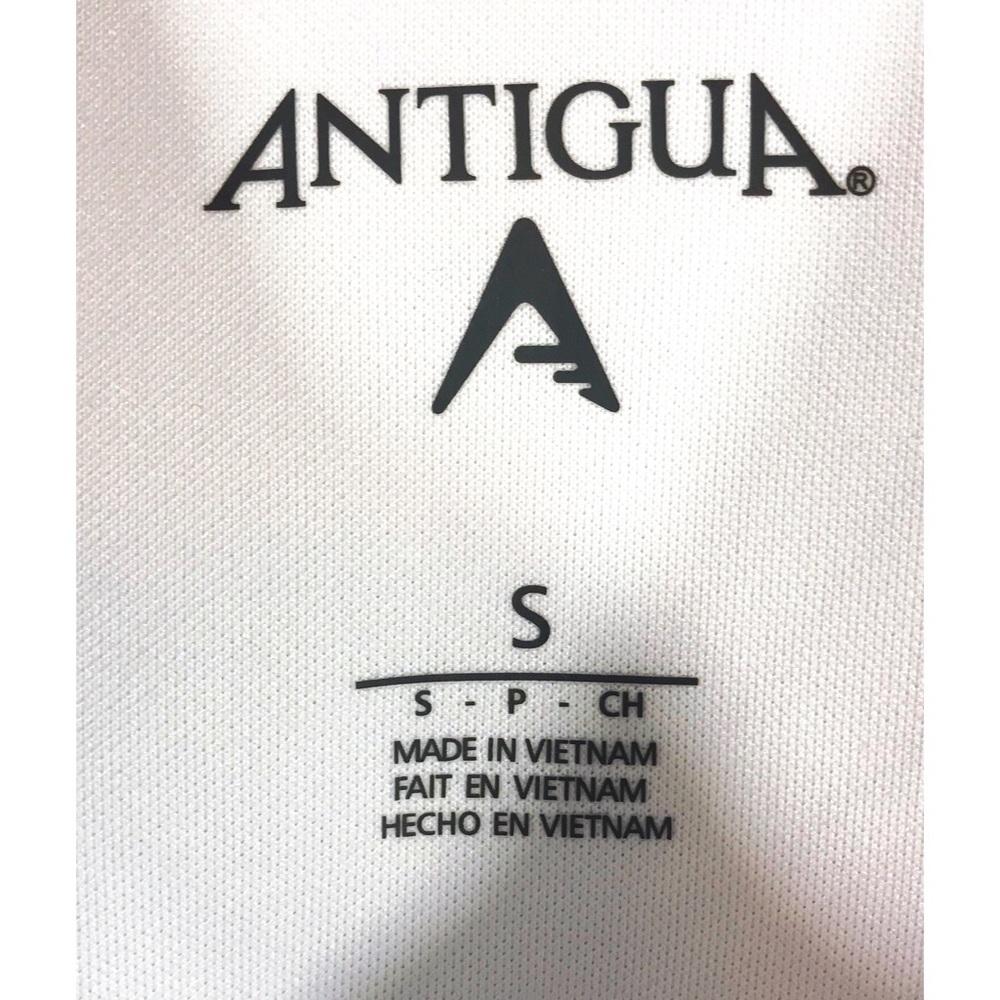 ANTIGUA®
S
S - P - CH
MADE IN VIETNAM
FAIT EN VIETNAM
HECHO EN VIETNAM